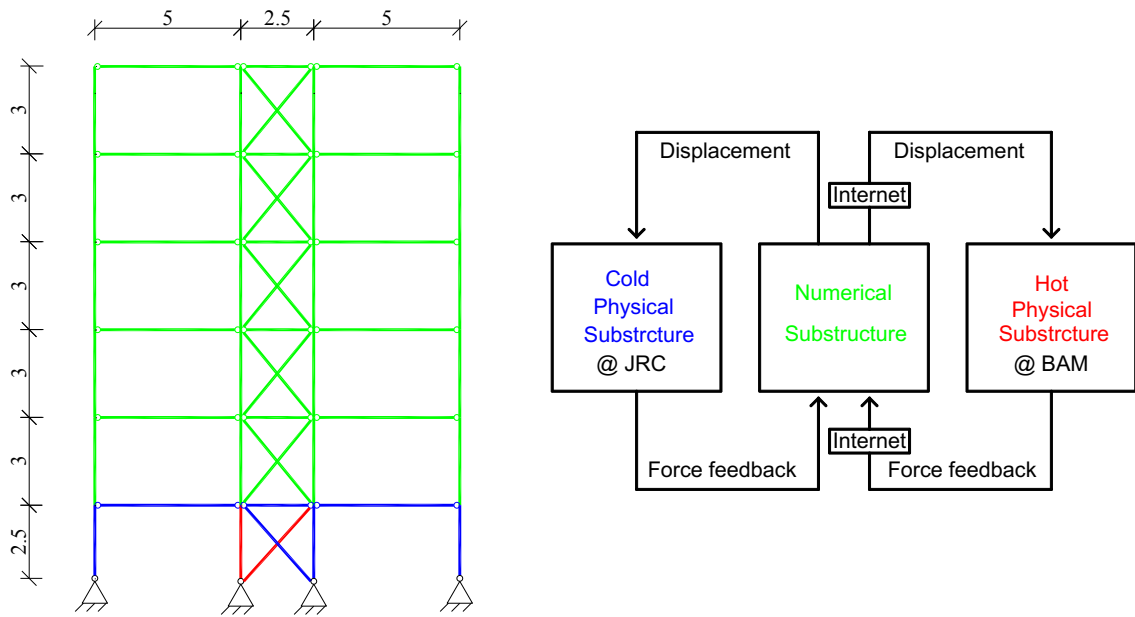 5
2.5
5
3
3
3
3
3
2.5
Displacement
Displacement
Internet
Cold
Physical
Substrcture
@ JRC
Numerical
Substructure
Hot
Physical
Substrcture
@ BAM
Internet
Force feedback
Force feedback